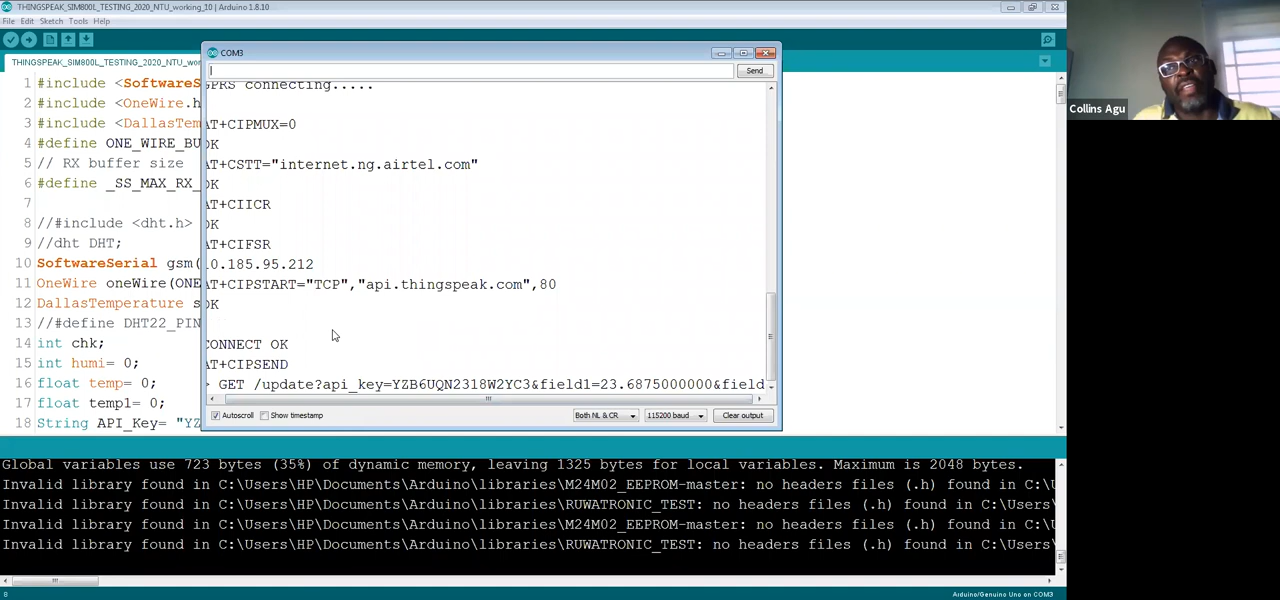 THINGSPEAK_SIM800L_TESTING_2020_NTU_working_10 | Arduino 1.8.10
File Edit Sketch Tools Help
THINGSPEAK_SIM800L_TESTING_2020_NTU_wor
COM3
Send
GPRS connecting.....
AT+CIPMUX=0
OK
AT+CSTT="internet.ng.airtel.com"
OK
AT+CIICR
OK
AT+CIFSR
10.185.95.212
AT+CIPSTART="TCP","api.thingspeak.com",80
OK
CONNECT OK
AT+CIPSEND
> GET /update?api_key=YZB6UQN2318W2YC3&field1=23.6875000000&field
Autoscroll Show timestamp Both NL & CR 115200 baud Clear output
1 #include <SoftwareS
2 #include <OneWire.h
3 #include <DallasTem
4 #define ONE_WIRE_BU
5 // RX buffer size
6 #define _SS_MAX_RX_
7
8 //#include <dht.h>
9 //dht DHT;
10 SoftwareSerial gsm(
11 OneWire oneWire(ONE
12 DallasTemperature s
13 //#define DHT22_PIN
14 int chk;
15 int humi= 0;
16 float temp= 0;
17 float temp1= 0;
18 String API_Key= "YZ
Global variables use 723 bytes (35%) of dynamic memory, leaving 1325 bytes for local variables. Maximum is 2048 bytes.
Invalid library found in C:\Users\HP\Documents\Arduino\libraries\M24M02_EEPROM-master: no headers files (.h) found in C:\U
Invalid library found in C:\Users\HP\Documents\Arduino\libraries\RUWATRONIC_TEST: no headers files (.h) found in C:\Users\
Invalid library found in C:\Users\HP\Documents\Arduino\libraries\M24M02_EEPROM-master: no headers files (.h) found in C:\U
Invalid library found in C:\Users\HP\Documents\Arduino\libraries\RUWATRONIC_TEST: no headers files (.h) found in C:\Users\
8 Arduino/Genuino Uno on COM3
Collins Agu